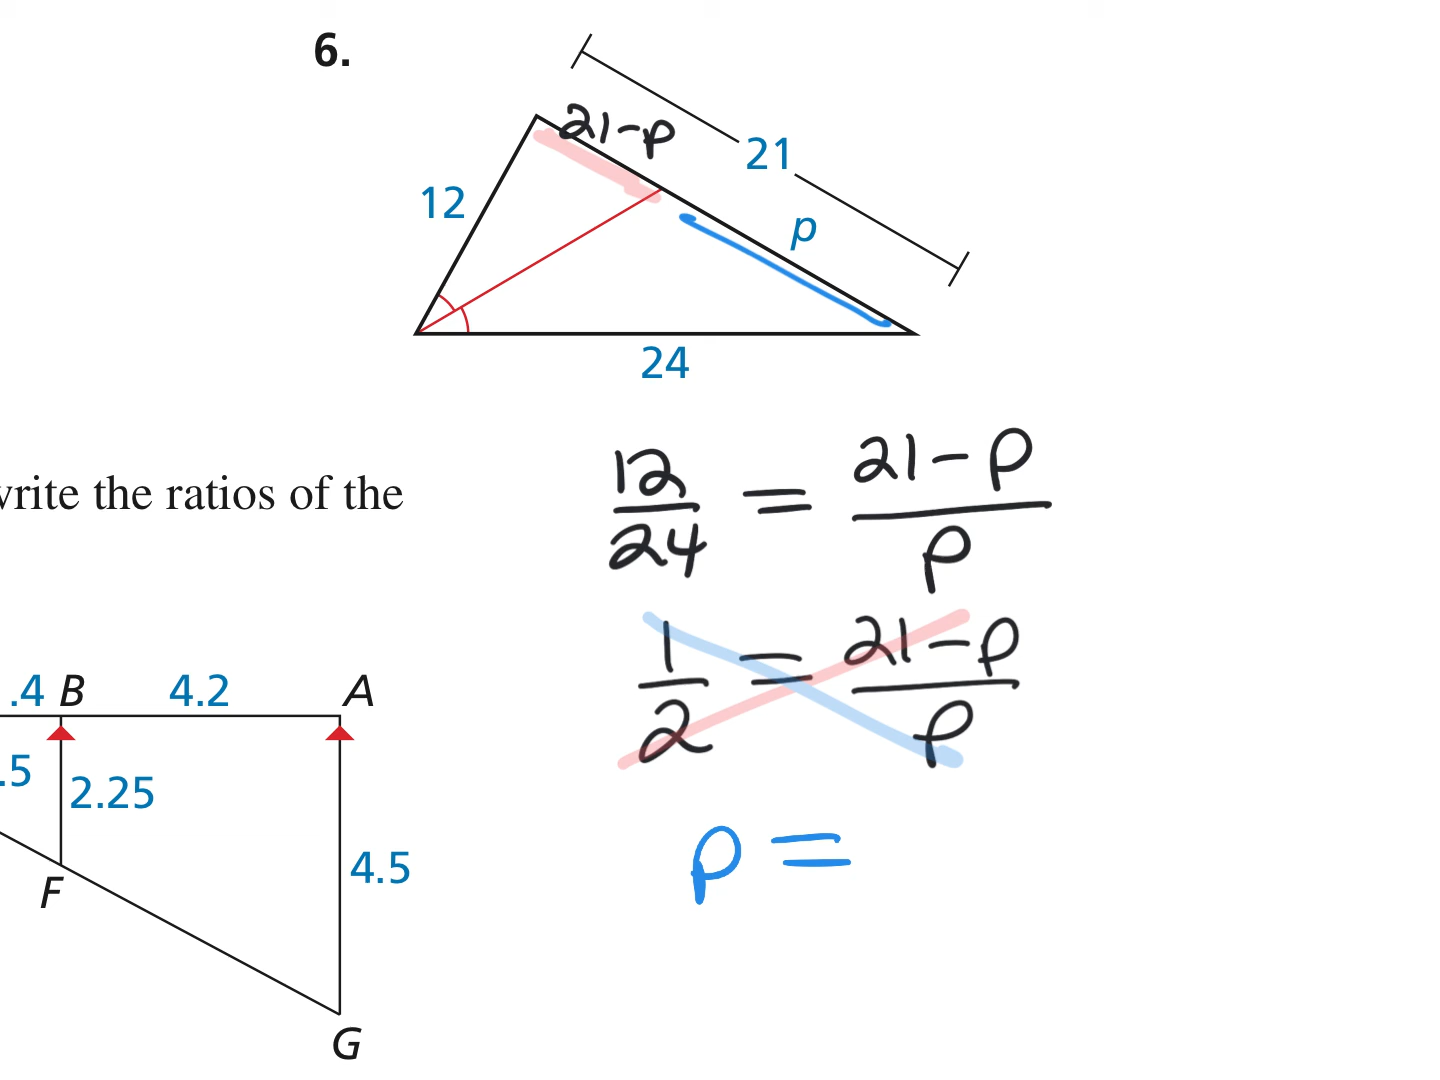 6.
21-p
21
12
p
24
12/24 = 21-p/p
write the ratios of the
1/2 = 21-p/p
.4 B 4.2 A
.5 2.25
p =
4.5
F
G